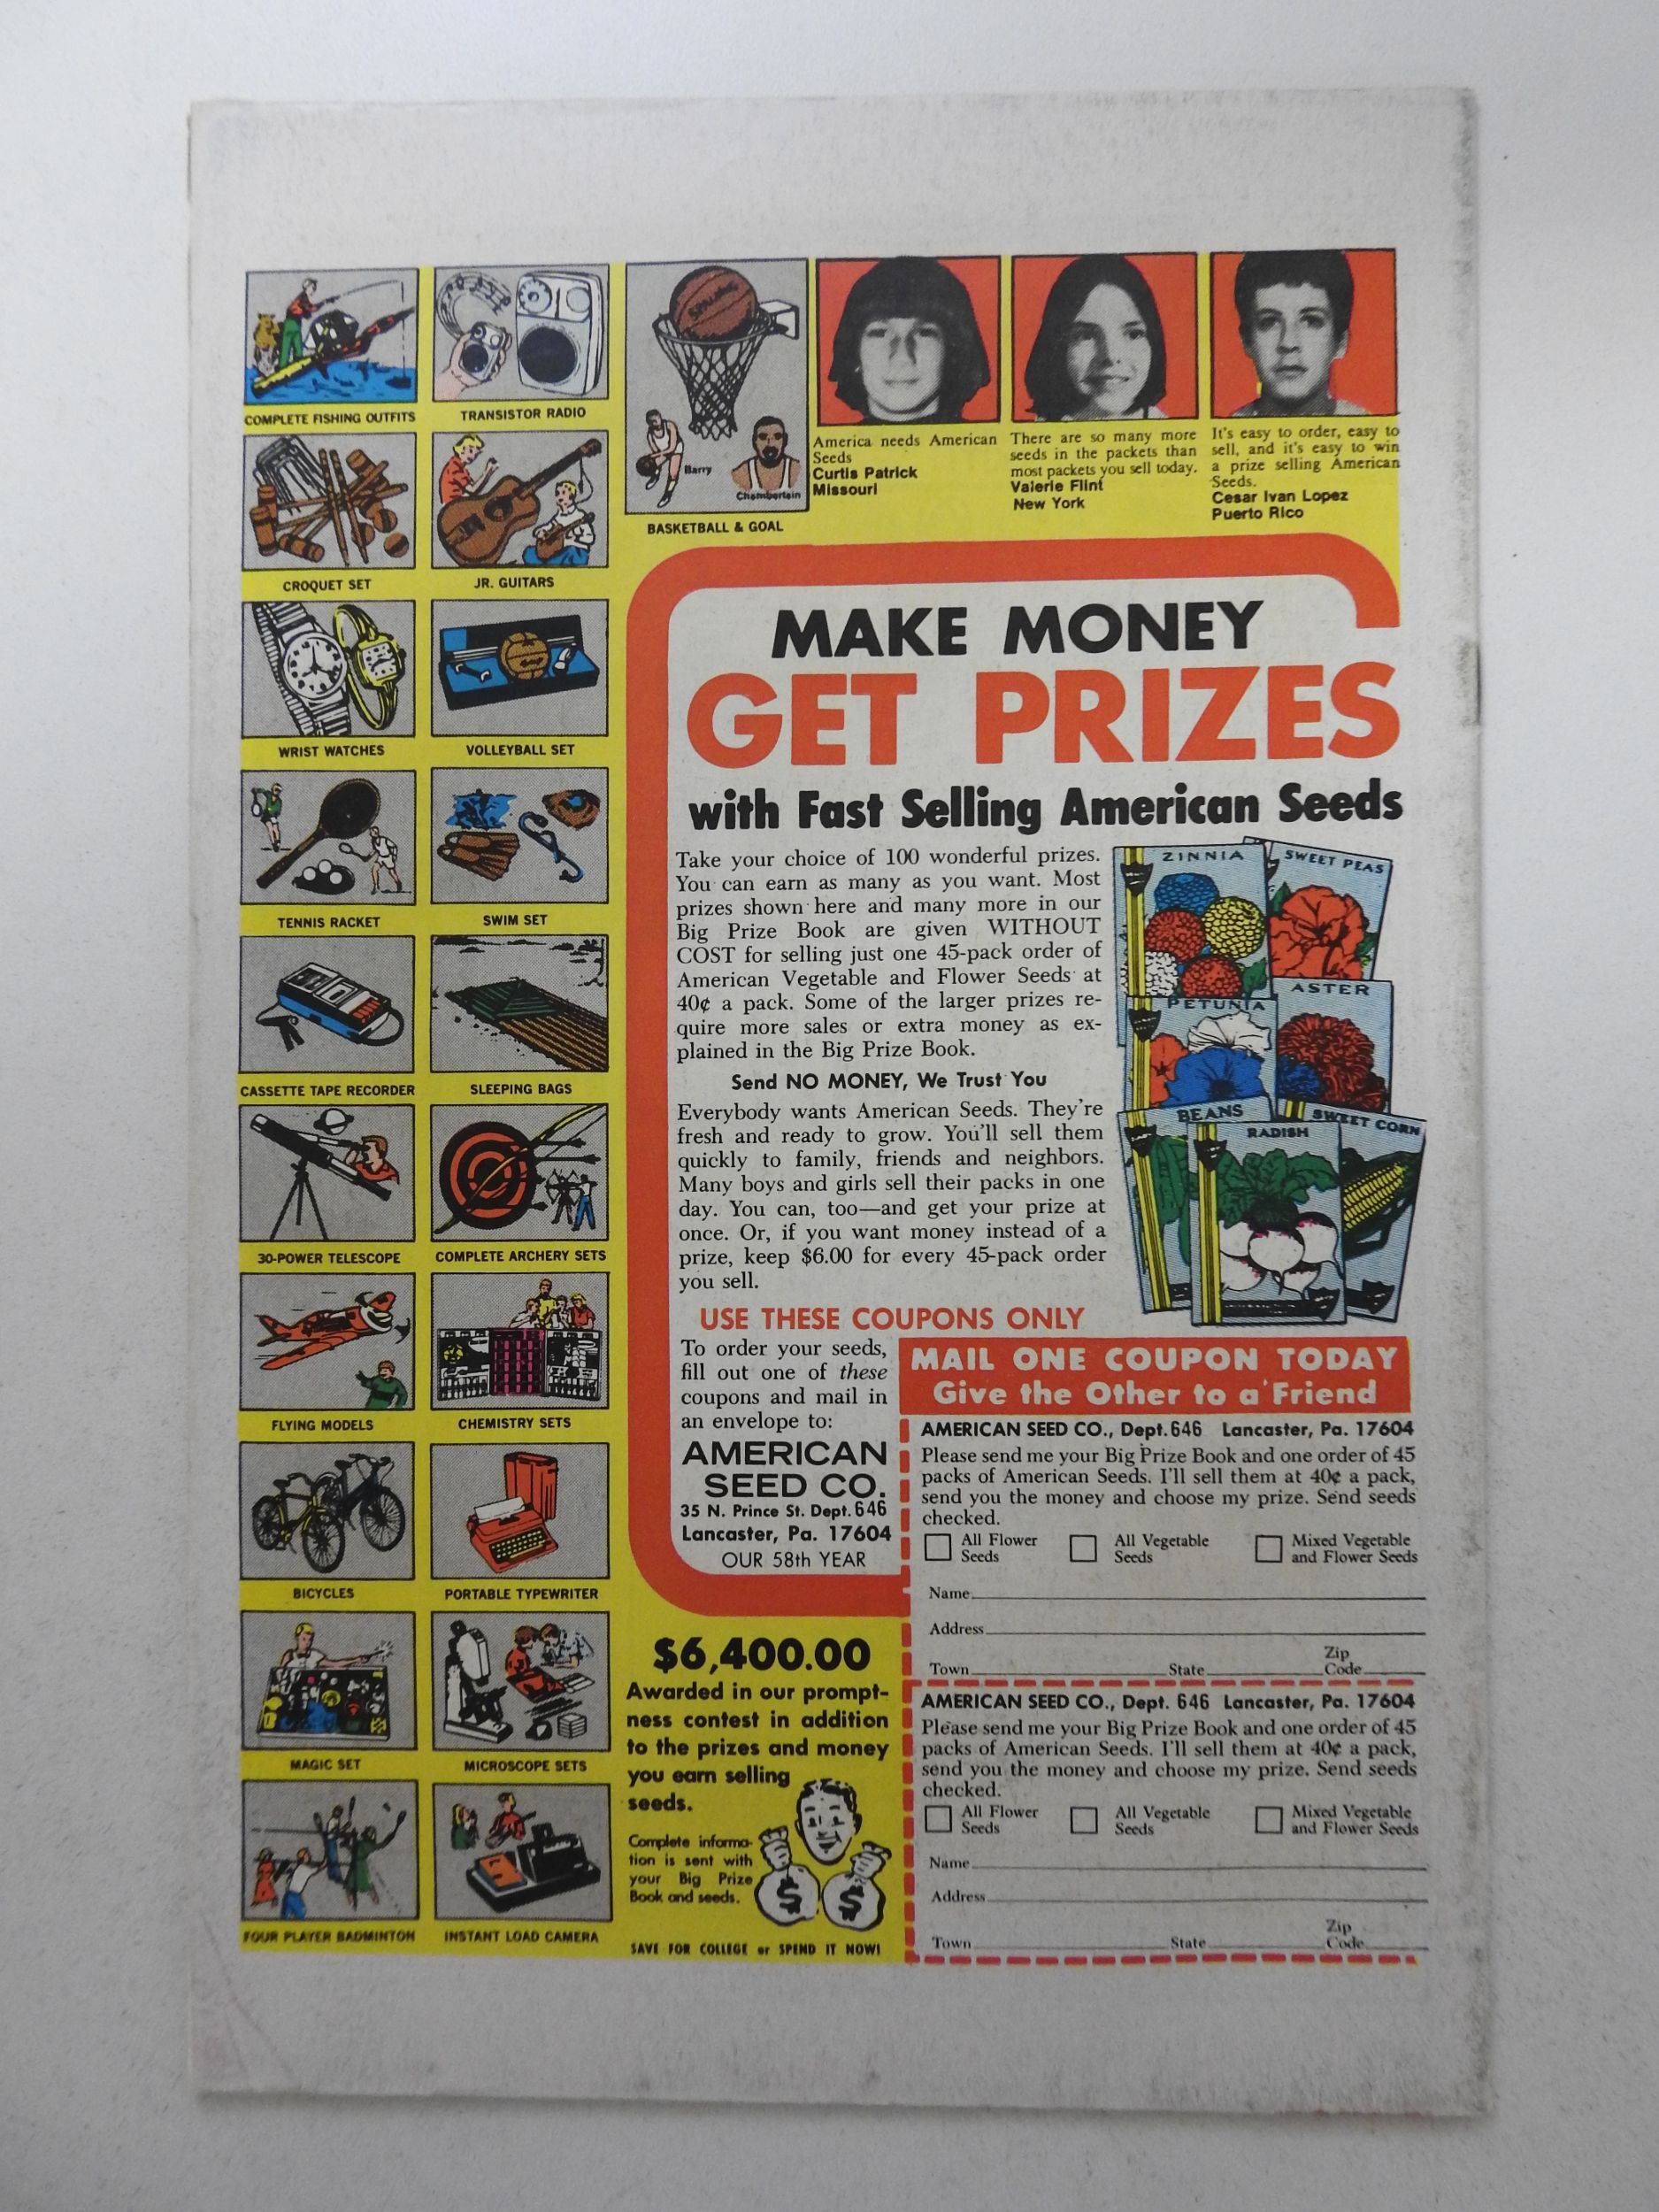 COMPLETE FISHING OUTFITS
TRANSISTOR RADIO
CROQUET SET
JR. GUITARS
WRIST WATCHES
VOLLEYBALL SET
TENNIS RACKET
SWIM SET
CASSETTE TAPE RECORDER
SLEEPING BAGS
30-POWER TELESCOPE
COMPLETE ARCHERY SETS
FLYING MODELS
CHEMISTRY SETS
BICYCLES
PORTABLE TYPEWRITER
MAGIC SET
MICROSCOPE SETS
FOUR PLAYER BADMINTON
INSTANT LOAD CAMERA
SPALDING
Barry
Chamberlain
BASKETBALL & GOAL
America needs American
Seeds
Curtis Patrick
Missouri
There are so many more
seeds in the packets than
most packets you sell today.
Valerie Flint
New York
It's easy to order, easy to
sell, and it's easy to win
a prize selling American
Seeds.
Cesar Ivan Lopez
Puerto Rico
MAKE MONEY
GET PRIZES
with Fast Selling American Seeds
Take your choice of 100 wonderful prizes.
You can earn as many as you want. Most
prizes shown here and many more in our
Big Prize Book are given WITHOUT
COST for selling just one 45-pack order of
American Vegetable and Flower Seeds at
40¢ a pack. Some of the larger prizes re-
quire more sales or extra money as ex-
plained in the Big Prize Book.
Send NO MONEY, We Trust You
Everybody wants American Seeds. They're
fresh and ready to grow. You'll sell them
quickly to family, friends and neighbors.
Many boys and girls sell their packs in one
day. You can, too—and get your prize at
once. Or, if you want money instead of a
prize, keep $6.00 for every 45-pack order
you sell.
ZINNIA
SWEET PEAS
PETUNIA
ASTER
BEANS
RADISH
SWEET CORN
USE THESE COUPONS ONLY
To order your seeds,
fill out one of these
coupons and mail in
an envelope to:
AMERICAN
SEED CO.
35 N. Prince St. Dept. 646
Lancaster, Pa. 17604
OUR 58th YEAR
MAIL ONE COUPON TODAY
Give the Other to a Friend
AMERICAN SEED CO., Dept. 646 Lancaster, Pa. 17604
Please send me your Big Prize Book and one order of 45
packs of American Seeds. I'll sell them at 40¢ a pack,
send you the money and choose my prize. Send seeds
checked.
All Flower
Seeds
All Vegetable
Seeds
Mixed Vegetable
and Flower Seeds
Name
Address
Town State Zip Code
AMERICAN SEED CO., Dept. 646 Lancaster, Pa. 17604
Please send me your Big Prize Book and one order of 45
packs of American Seeds. I'll sell them at 40¢ a pack,
send you the money and choose my prize. Send seeds
checked.
All Flower
Seeds
All Vegetable
Seeds
Mixed Vegetable
and Flower Seeds
Name
Address
Town State Zip Code
$6,400.00
Awarded in our prompt-
ness contest in addition
to the prizes and money
you earn selling
seeds.
Complete informa-
tion is sent with
your Big Prize
Book and seeds.
$ $
SAVE FOR COLLEGE or SPEND IT NOW!